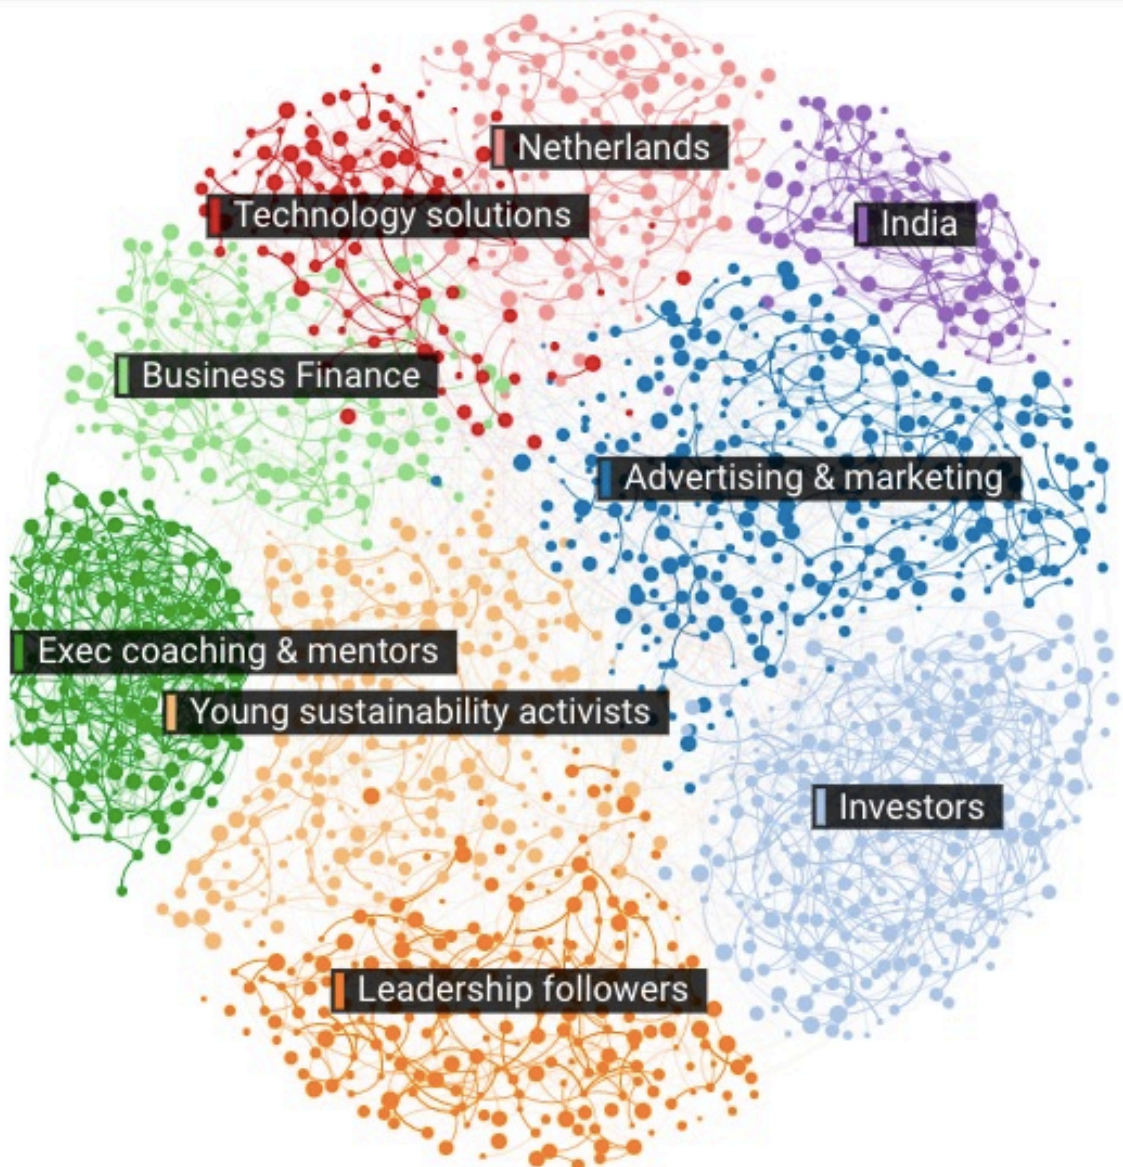 Netherlands
Technology solutions
India
Business Finance
Advertising & marketing
Exec coaching & mentors
Young sustainability activists
Investors
Leadership followers